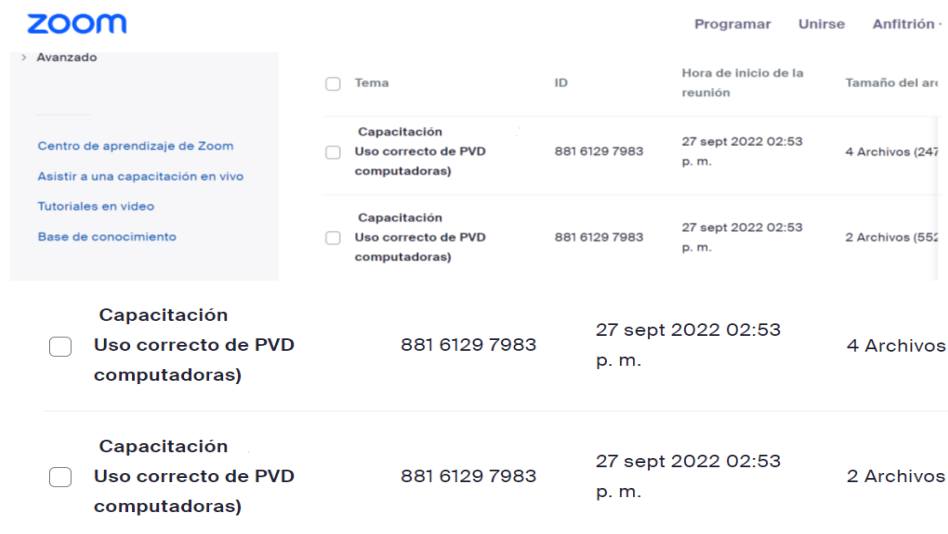 zoom
Programar Unirse Anfitrión
Avanzado
Tema ID Hora de inicio de la
reunión Tamaño del
Centro de aprendizaje de Zoom
Asistir a una capacitación en vivo
Tutoriales en video
Base de conocimiento
Capacitación
Uso correcto de PVD
computadoras)
881 6129 7983
27 sept 2022 02:53
p. m.
4 Archivos (247
Capacitación
Uso correcto de PVD
computadoras)
881 6129 7983
27 sept 2022 02:53
p. m.
2 Archivos (552
Capacitación
Uso correcto de PVD
computadoras)
881 6129 7983
27 sept 2022 02:53
p. m.
4 Archivos
Capacitación
Uso correcto de PVD
computadoras)
881 6129 7983
27 sept 2022 02:53
p. m.
2 Archivos